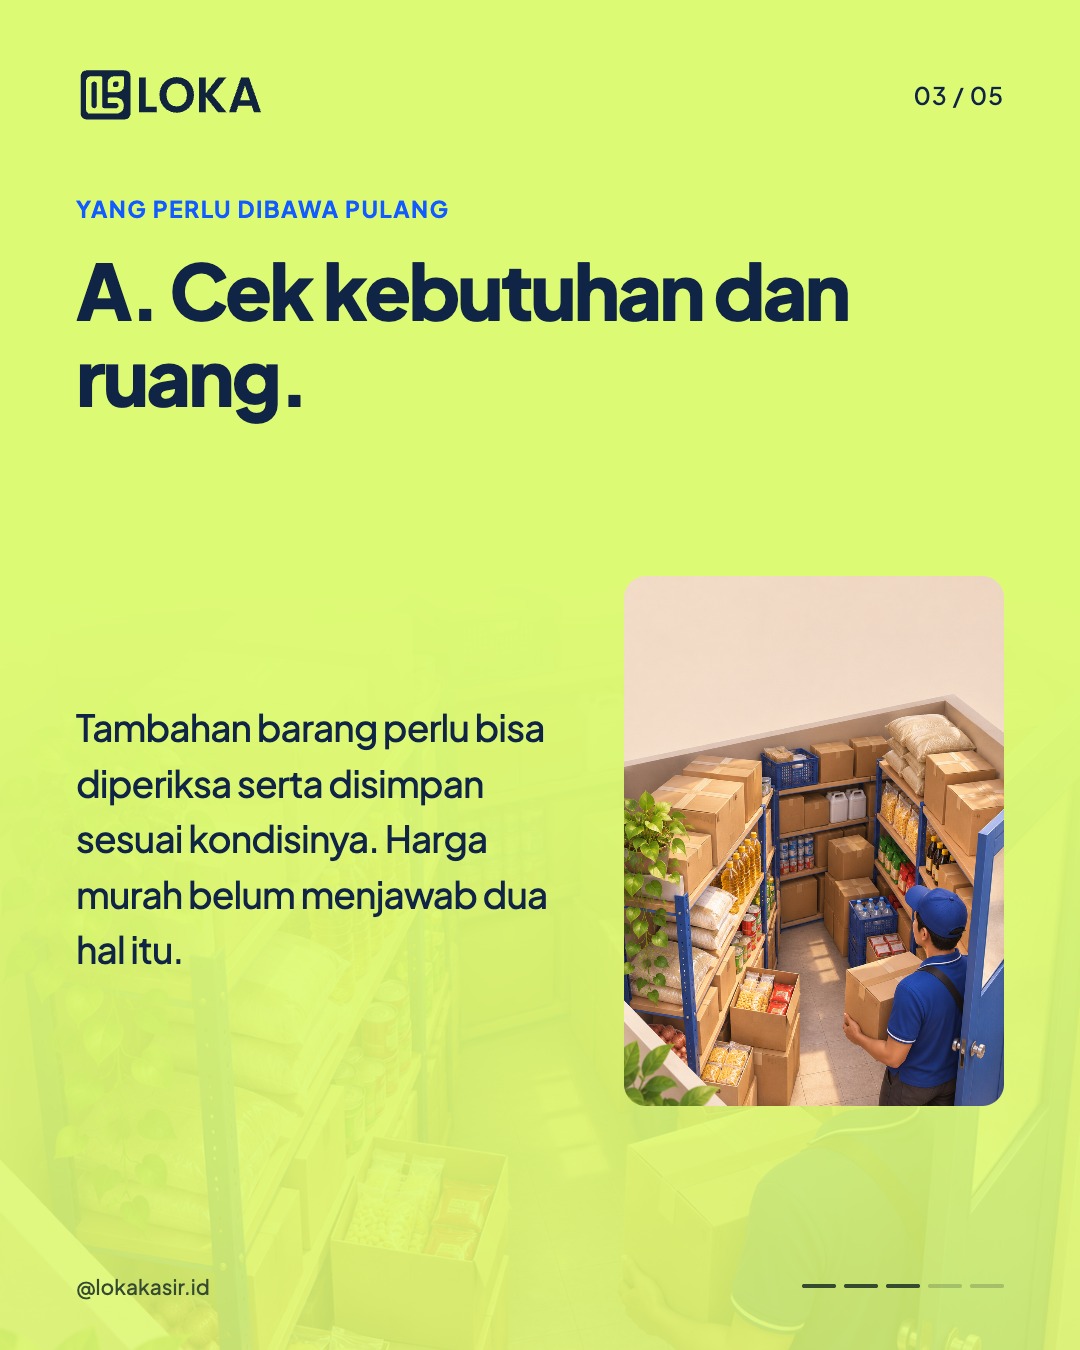 LOKA
03 / 05
YANG PERLU DIBAWA PULANG
A. Cek kebutuhan dan
ruang.
Tambahan barang perlu bisa
diperiksa serta disimpan
sesuai kondisinya. Harga
murah belum menjawab dua
hal itu.
@lokakasir.id